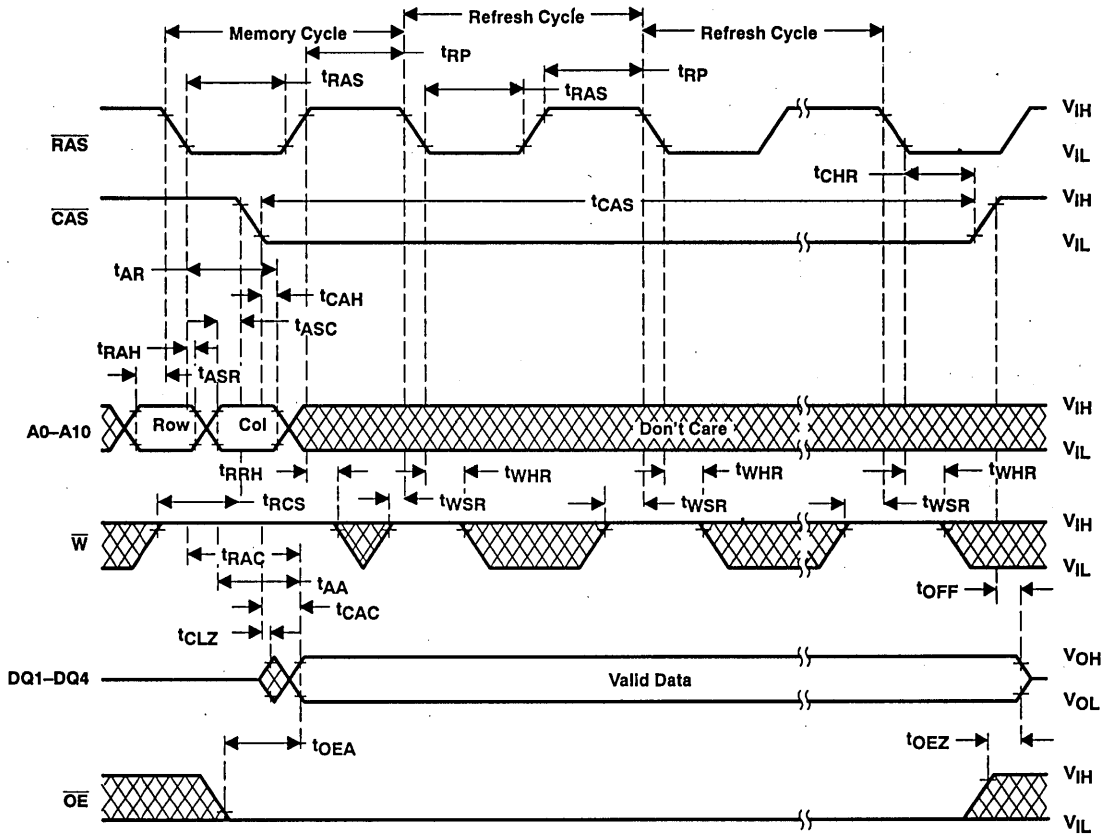 Refresh Cycle
Memory Cycle
Refresh Cycle
tRP
tRP
tRAS
tRAS
RAS
VIH
VIL
tCHR
CAS
tCAS
VIH
VIL
tAR
tCAH
tASC
tRAH
tASR
A0–A10
Row
Col
Don't Care
VIH
VIL
tRRH
tWHR
tWHR
tWHR
tRCS
tWSR
tWSR
tWSR
W
VIH
VIL
tRAC
tAA
tOFF
tCAC
tCLZ
DQ1–DQ4
Valid Data
VOH
VOL
tOEA
tOEZ
OE
VIH
VIL